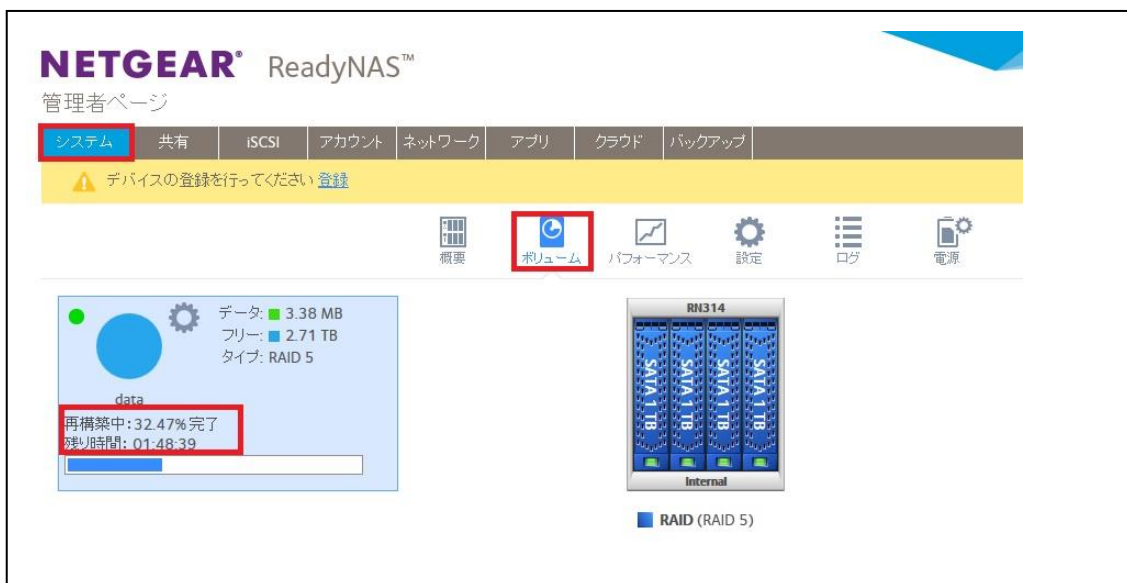 NETGEAR® ReadyNAS™
管理者ページ
システム 共有 iSCSI アカウント ネットワーク アプリ クラウド バックアップ
デバイスの登録を行ってください 登録
概要 ボリューム パフォーマンス 設定 ログ 電源
データ: 3.38 MB
フリー: 2.71 TB
タイプ: RAID 5
data
再構築中:32.47%完了
残り時間: 01:48:39
RN314
SATA 1 TB SATA 1 TB SATA 1 TB SATA 1 TB
Internal
RAID (RAID 5)